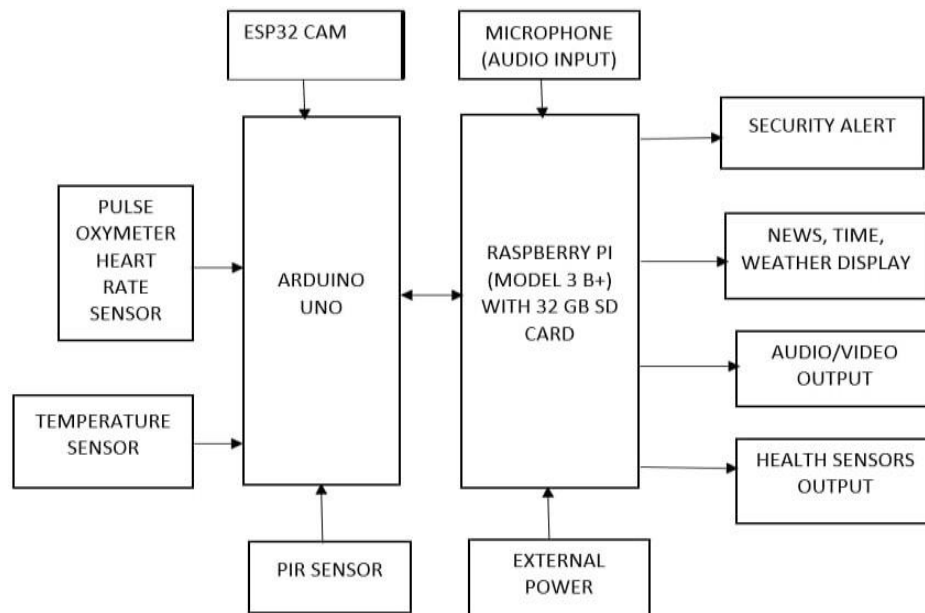 ESP32 CAM
MICROPHONE
(AUDIO INPUT)
SECURITY ALERT
PULSE
OXYMETER
HEART
RATE
SENSOR
ARDUINO
UNO
RASPBERRY PI
(MODEL 3 B+)
WITH 32 GB SD
CARD
NEWS, TIME,
WEATHER DISPLAY
AUDIO/VIDEO
OUTPUT
TEMPERATURE
SENSOR
HEALTH SENSORS
OUTPUT
PIR SENSOR
EXTERNAL
POWER